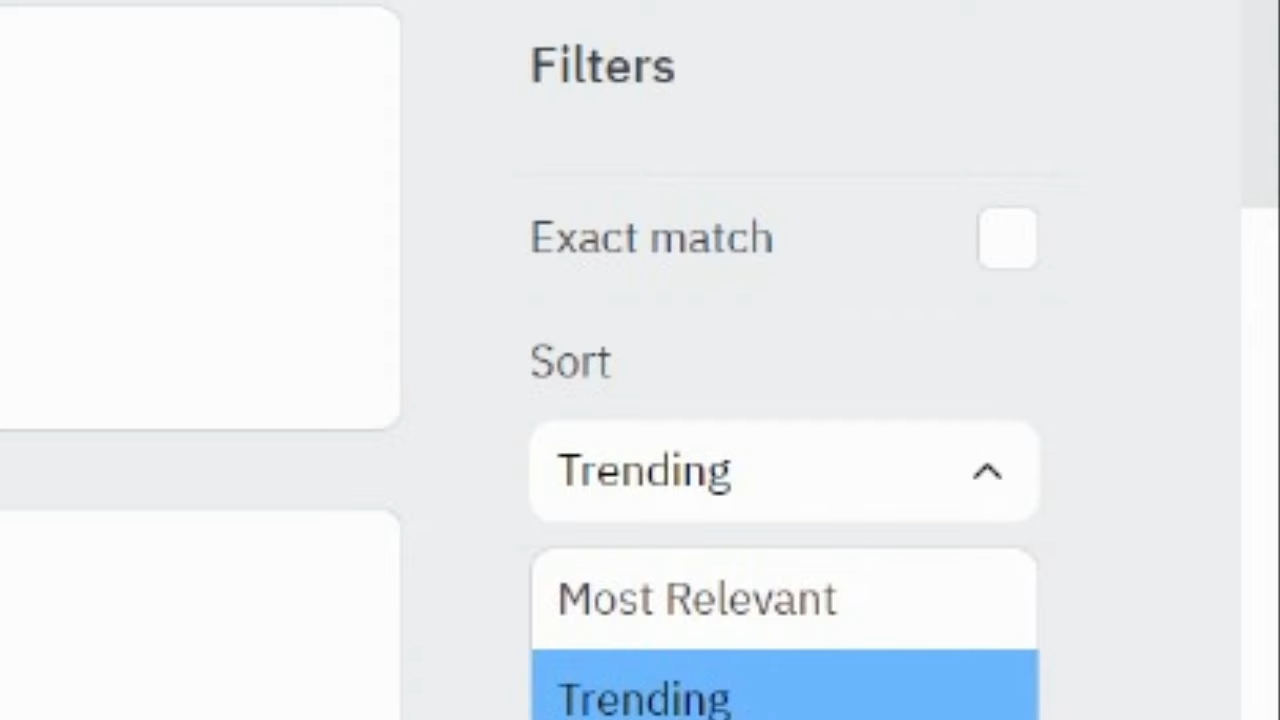 Filters
Exact match
Sort
Trending
Most Relevant
Trending